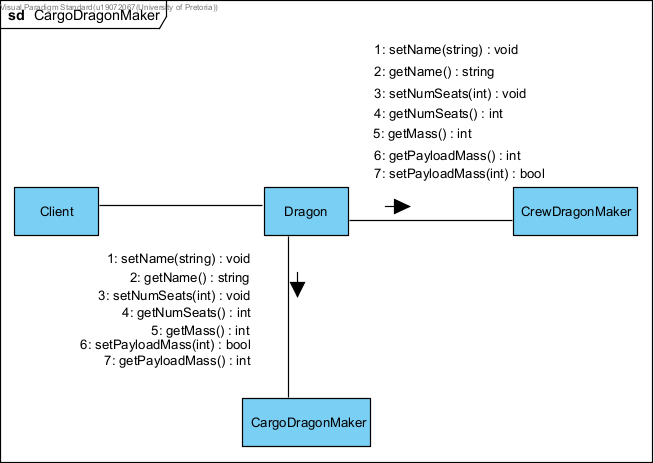 Visual Paradigm Standard(u19072067(University of Pretoria))
sd CargoDragonMaker
1: setName(string) : void
2: getName() : string
3: setNumSeats(int) : void
4: getNumSeats() : int
5: getMass() : int
6: getPayloadMass() : int
7: setPayloadMass(int) : bool
Client
Dragon
CrewDragonMaker
1: setName(string) : void
2: getName() : string
3: setNumSeats(int) : void
4: getNumSeats() : int
5: getMass() : int
6: setPayloadMass(int) : bool
7: getPayloadMass() : int
CargoDragonMaker